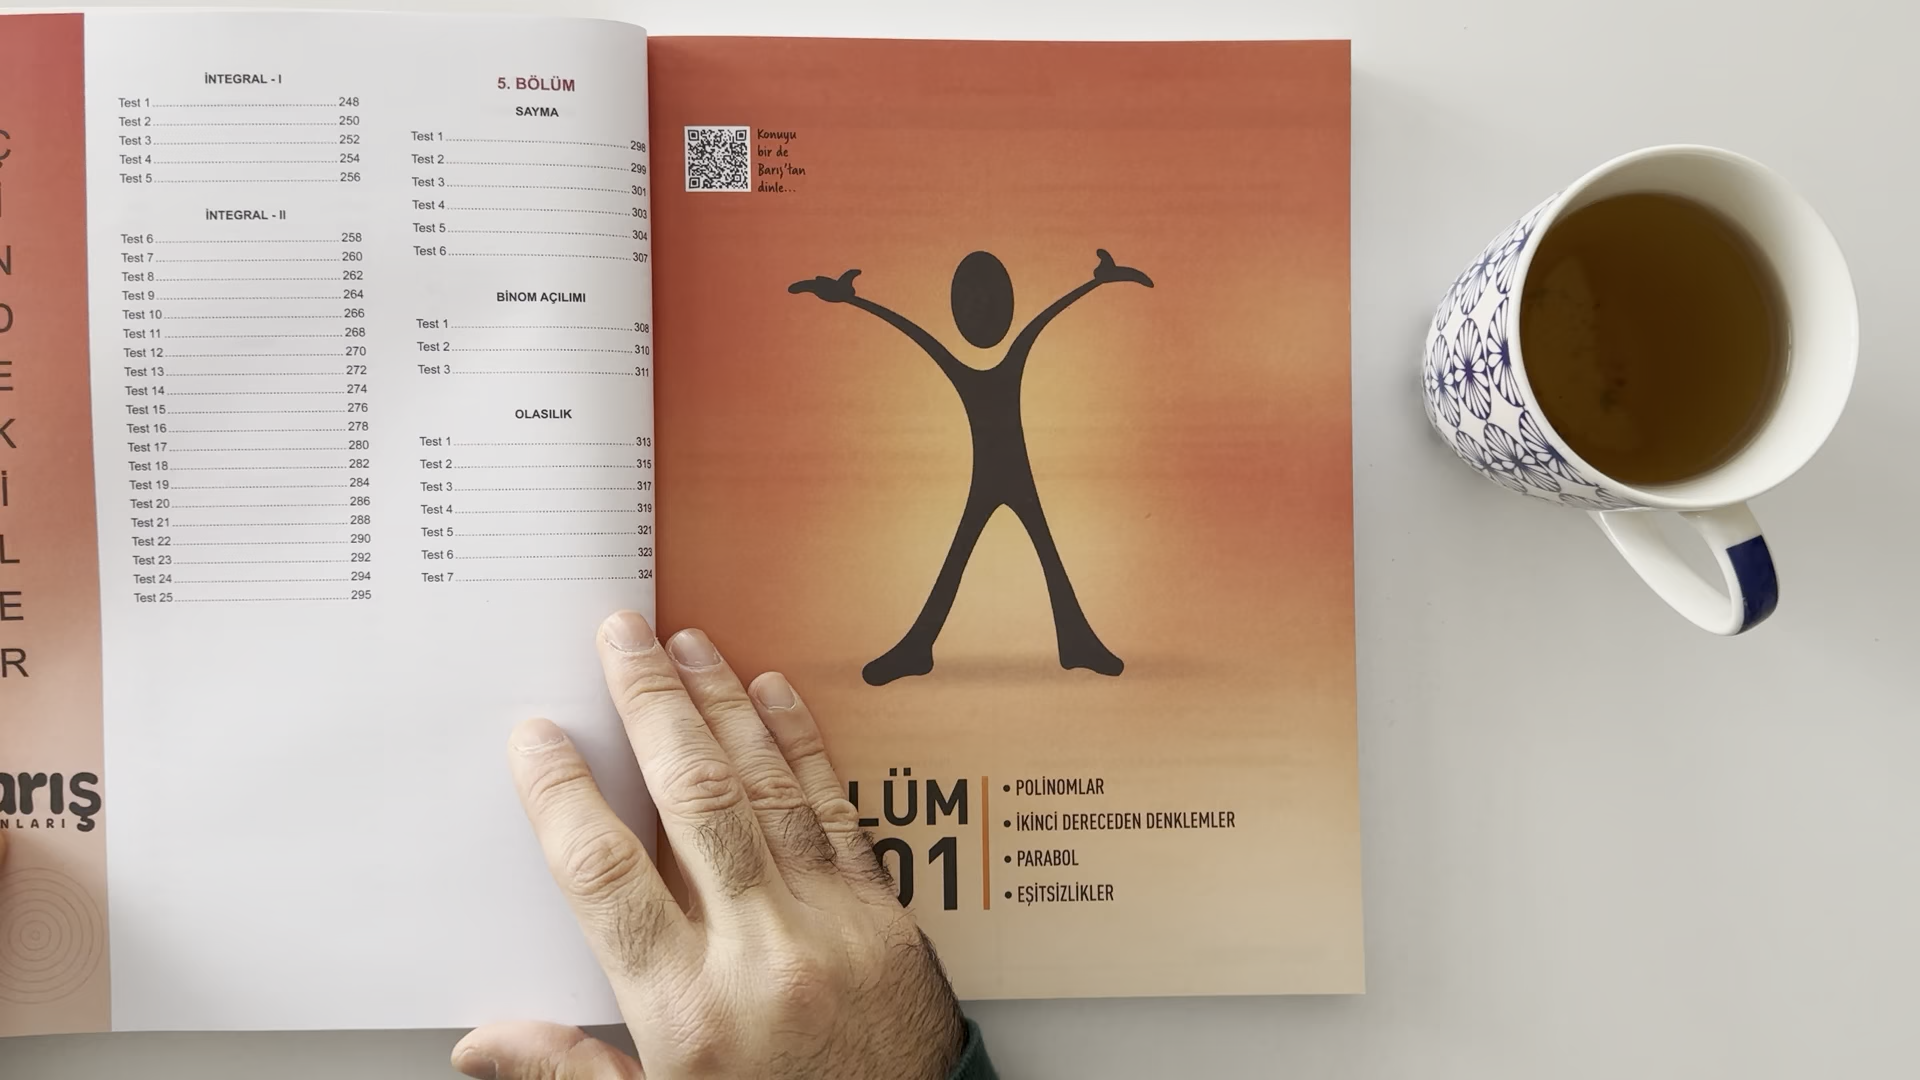 Ç
İ
N
D
E
K
İ
L
E
R
arış
NLARI
İNTEGRAL - I
Test 1 248
Test 2 250
Test 3 252
Test 4 254
Test 5 256
İNTEGRAL - II
Test 6 258
Test 7 260
Test 8 262
Test 9 264
Test 10 266
Test 11 268
Test 12 270
Test 13 272
Test 14 274
Test 15 276
Test 16 278
Test 17 280
Test 18 282
Test 19 284
Test 20 286
Test 21 288
Test 22 290
Test 23 292
Test 24 294
Test 25 295
5. BÖLÜM
SAYMA
Test 1 298
Test 2 299
Test 3 301
Test 4 303
Test 5 304
Test 6 307
BİNOM AÇILIMI
Test 1 308
Test 2 310
Test 3 311
OLASILIK
Test 1 313
Test 2 315
Test 3 317
Test 4 319
Test 5 321
Test 6 323
Test 7 324
Konuyu
bir de
Barış'tan
dinle...
LÜM
01
• POLİNOMLAR
• İKİNCİ DERECEDEN DENKLEMLER
• PARABOL
• EŞİTSİZLİKLER